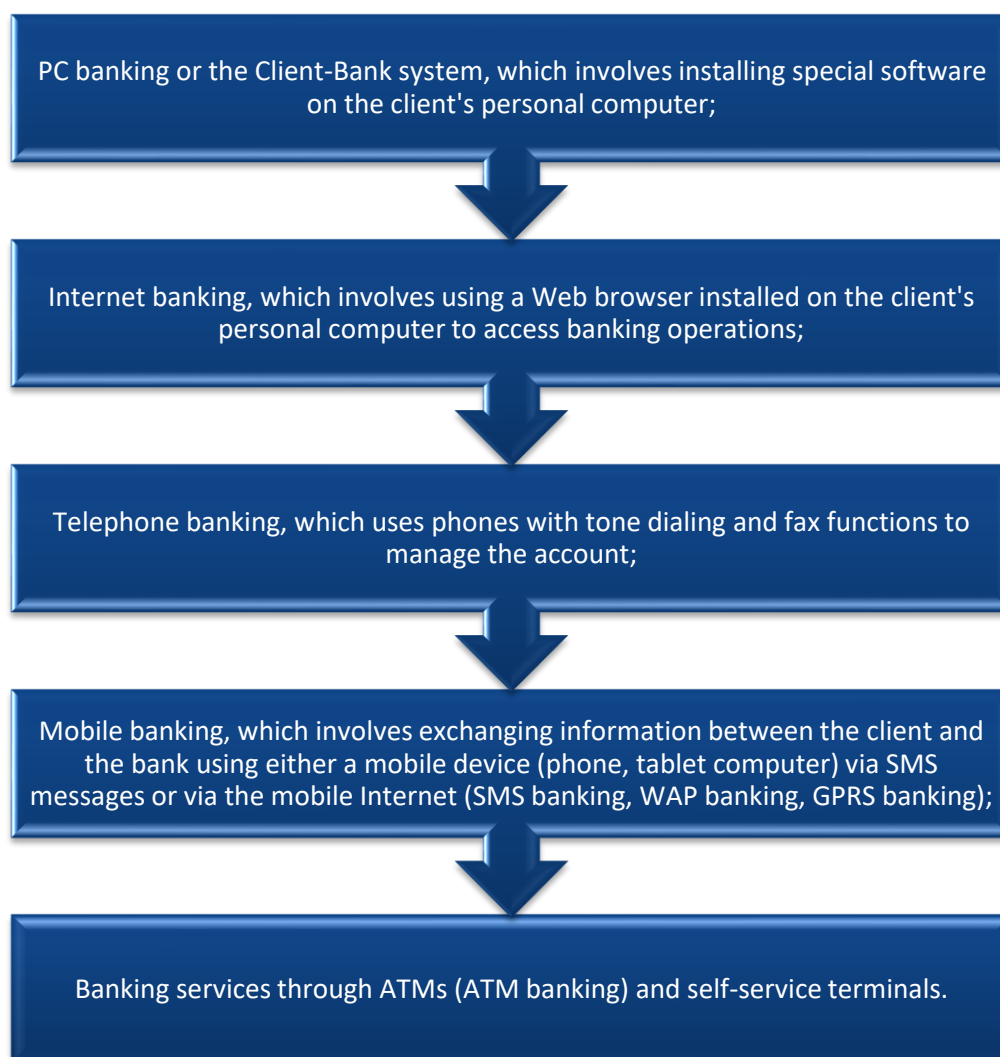 PC banking or the Client-Bank system, which involves installing special software
on the client's personal computer;
Internet banking, which involves using a Web browser installed on the client's
personal computer to access banking operations;
Telephone banking, which uses phones with tone dialing and fax functions to
manage the account;
Mobile banking, which involves exchanging information between the client and
the bank using either a mobile device (phone, tablet computer) via SMS
messages or via the mobile Internet (SMS banking, WAP banking, GPRS banking);
Banking services through ATMs (ATM banking) and self-service terminals.